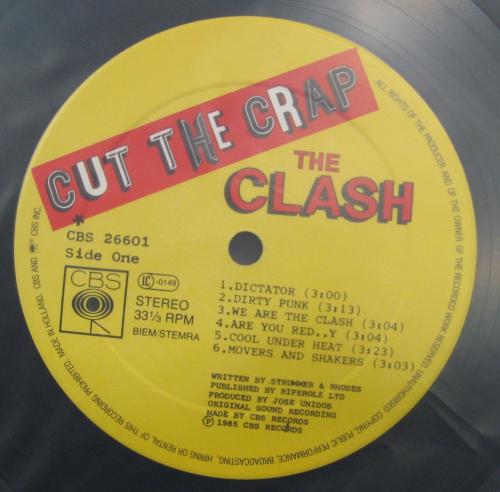 CUT THE CRAP
THE
CLASH
*
CBS 26601
Side One
CBS
IC -0149
STEREO
33⅓ RPM
BIEM/STEMRA
1.DICTATOR (3:00)
2.DIRTY PUNK (3:13)
3.WE ARE THE CLASH (3:04)
4.ARE YOU RED..Y (3:04)
5.COOL UNDER HEAT (3:23)
6.MOVERS AND SHAKERS (3:03)
WRITTEN BY STRUMMER & RHODES
PUBLISHED BY RIPEROLE LTD
PRODUCED BY JOSE UNIDOS
ORIGINAL SOUND RECORDING
MADE BY CBS RECORDS
℗ 1985 CBS RECORDS
ALL RIGHTS OF THE PRODUCER AND OF THE OWNER OF THE RECORDED WORK RESERVED. UNAUTHORISED COPYING, PUBLIC PERFORMANCE, BROADCASTING, HIRING OR RENTAL OF THIS RECORDING PROHIBITED. MADE IN HOLLAND. CBS AND CBS INC.